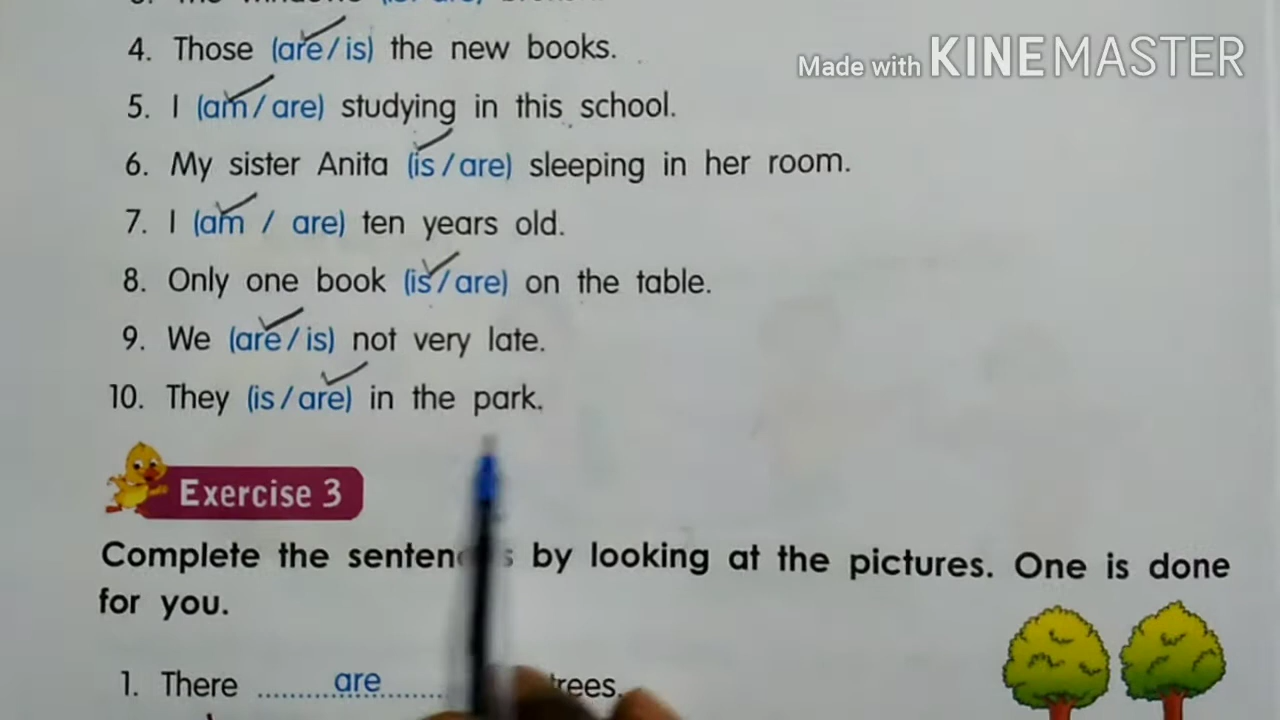 Made with KINEMASTER
4. Those (are / is) the new books.
5. I (am / are) studying in this school.
6. My sister Anita (is / are) sleeping in her room.
7. I (am / are) ten years old.
8. Only one book (is / are) on the table.
9. We (are / is) not very late.
10. They (is / are) in the park.
Exercise 3
Complete the sentences by looking at the pictures. One is done
for you.
1. There ..........are.......... trees.